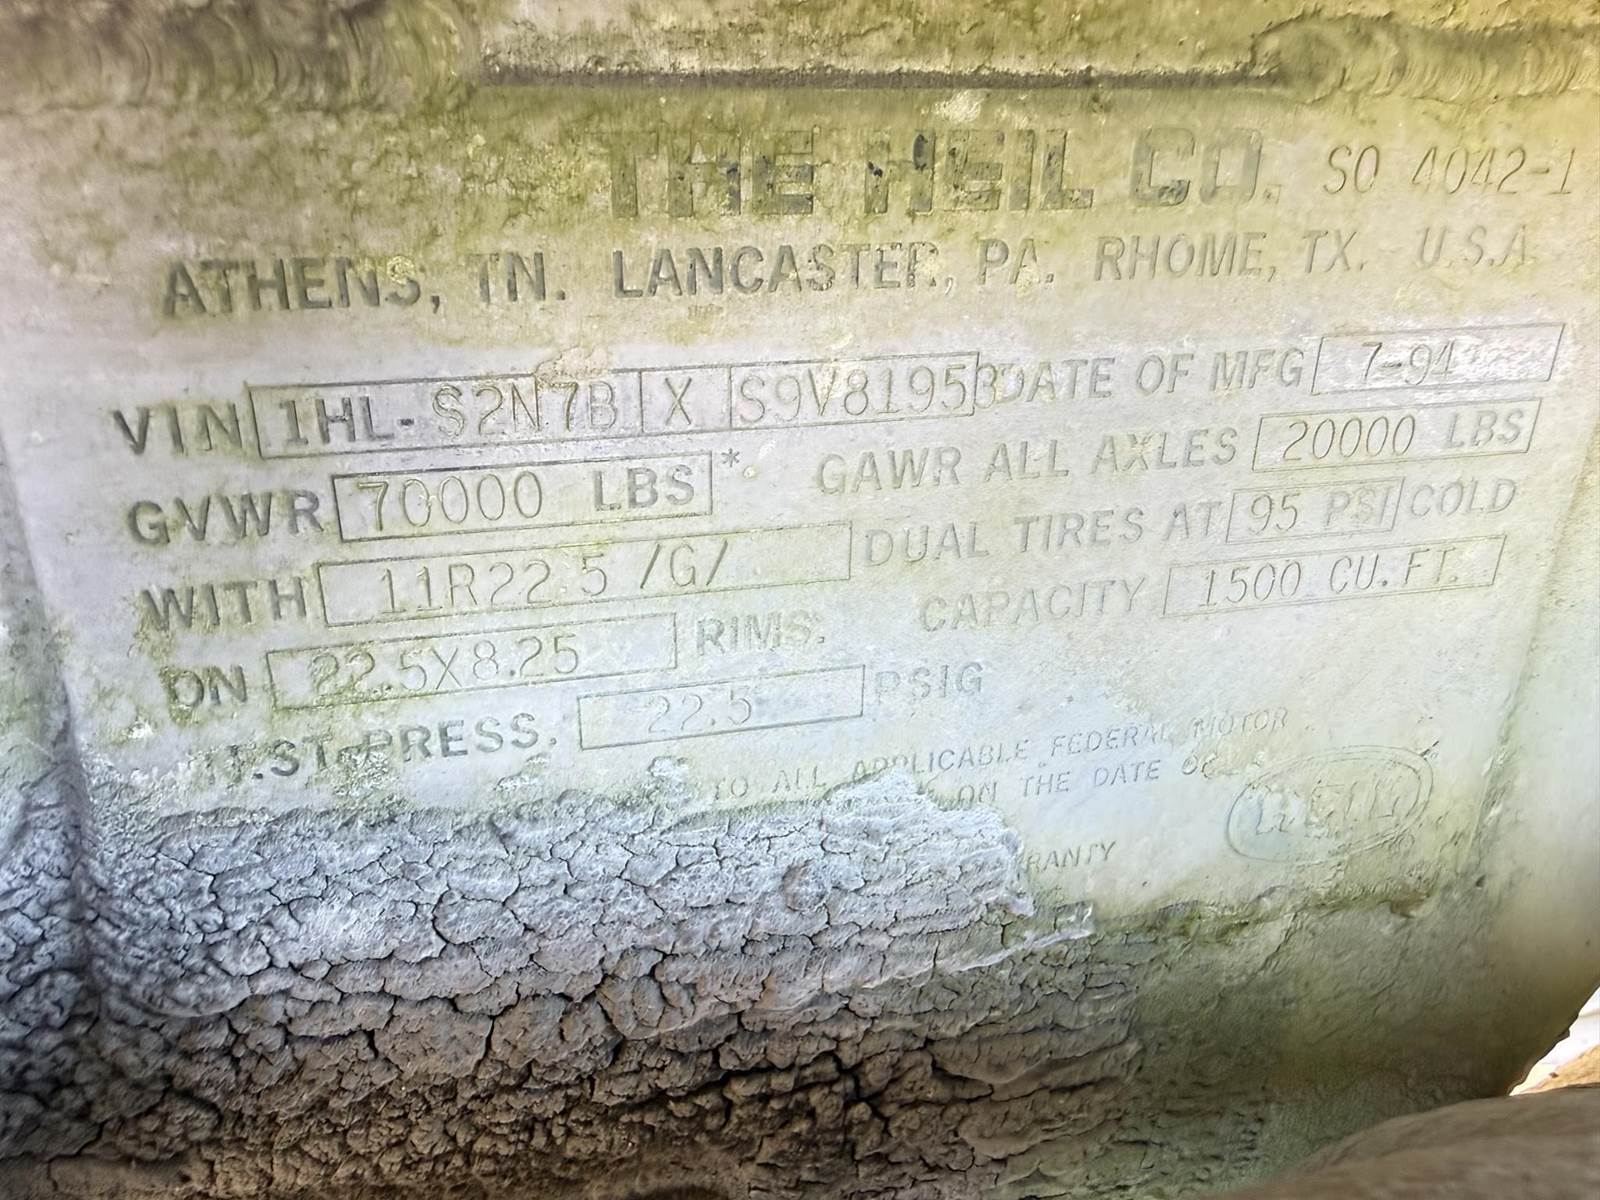 THE HEIL CO. SO 4042-1
ATHENS, TN. LANCASTER, PA. RHOME, TX. U.S.A.
VIN 1HL-S2N7B X S9V81953 DATE OF MFG 7-94
GVWR 70000 LBS* GAWR ALL AXLES 20000 LBS
WITH 11R22.5 /G/ DUAL TIRES AT 95 PSI COLD
ON 22.5X8.25 RIMS. CAPACITY 1500 CU. FT.
TEST PRESS. 22.5 PSIG
TO ALL APPLICABLE FEDERAL MOTOR
ON THE DATE OF
HEIL